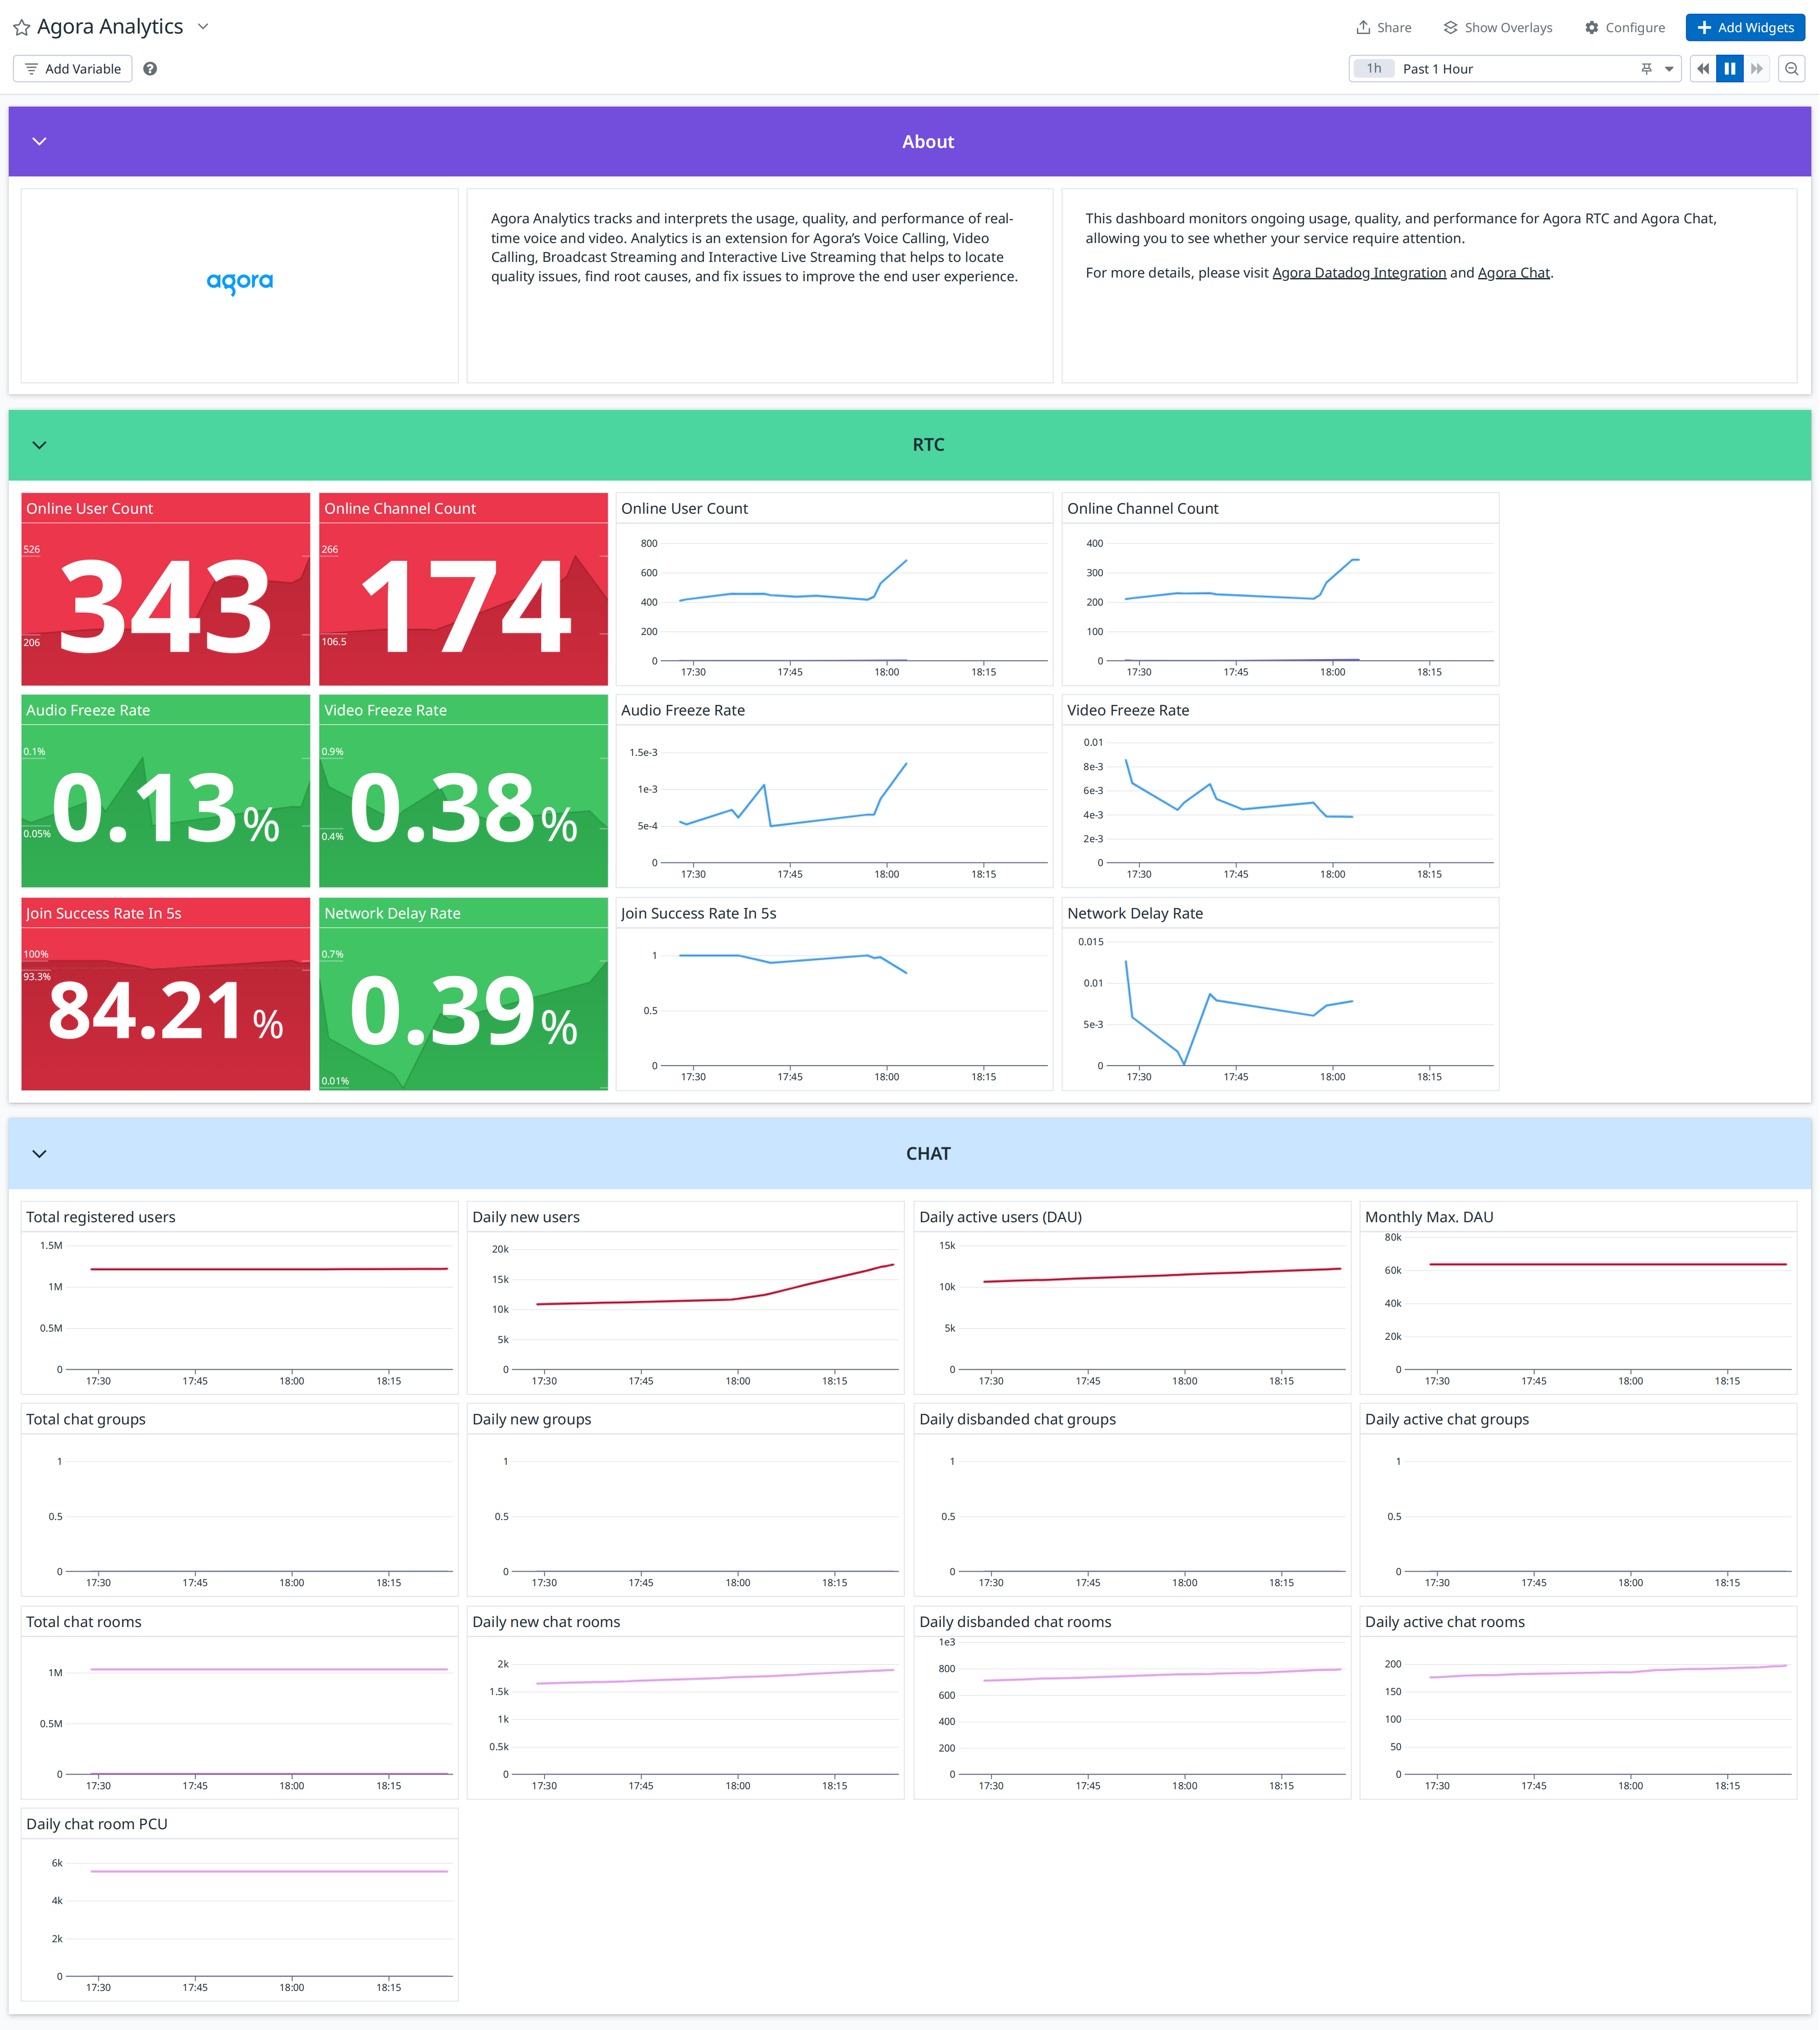 Agora Analytics
Share
Show Overlays
Configure
Add Widgets
Add Variable
1h
Past 1 Hour
About
agora
Agora Analytics tracks and interprets the usage, quality, and performance of real-
time voice and video. Analytics is an extension for Agora's Voice Calling, Video
Calling, Broadcast Streaming and Interactive Live Streaming that helps to locate
quality issues, find root causes, and fix issues to improve the end user experience.
This dashboard monitors ongoing usage, quality, and performance for Agora RTC and Agora Chat,
allowing you to see whether your service require attention.
For more details, please visit Agora Datadog Integration and Agora Chat.
RTC
Online User Count
526
343
206
Online Channel Count
266
174
106.5
Online User Count
800
600
400
200
0
17:30 17:45 18:00 18:15
Online Channel Count
400
300
200
100
0
17:30 17:45 18:00 18:15
Audio Freeze Rate
0.1%
0.13%
0.05%
Video Freeze Rate
0.9%
0.38%
0.4%
Audio Freeze Rate
1.5e-3
1e-3
5e-4
0
17:30 17:45 18:00 18:15
Video Freeze Rate
0.01
8e-3
6e-3
4e-3
2e-3
0
17:30 17:45 18:00 18:15
Join Success Rate In 5s
100%
93.3%
84.21%
Network Delay Rate
0.7%
0.39%
0.01%
Join Success Rate In 5s
1
0.5
0
17:30 17:45 18:00 18:15
Network Delay Rate
0.015
0.01
5e-3
0
17:30 17:45 18:00 18:15
CHAT
Total registered users
1.5M
1M
0.5M
0
17:30 17:45 18:00 18:15
Daily new users
20k
15k
10k
5k
0
17:30 17:45 18:00 18:15
Daily active users (DAU)
15k
10k
5k
0
17:30 17:45 18:00 18:15
Monthly Max. DAU
80k
60k
40k
20k
0
17:30 17:45 18:00 18:15
Total chat groups
1
0.5
0
17:30 17:45 18:00 18:15
Daily new groups
1
0.5
0
17:30 17:45 18:00 18:15
Daily disbanded chat groups
1
0.5
0
17:30 17:45 18:00 18:15
Daily active chat groups
1
0.5
0
17:30 17:45 18:00 18:15
Total chat rooms
1M
0.5M
0
17:30 17:45 18:00 18:15
Daily new chat rooms
2k
1.5k
1k
0.5k
0
17:30 17:45 18:00 18:15
Daily disbanded chat rooms
1e3
800
600
400
200
0
17:30 17:45 18:00 18:15
Daily active chat rooms
200
150
100
50
0
17:30 17:45 18:00 18:15
Daily chat room PCU
6k
4k
2k
0
17:30 17:45 18:00 18:15